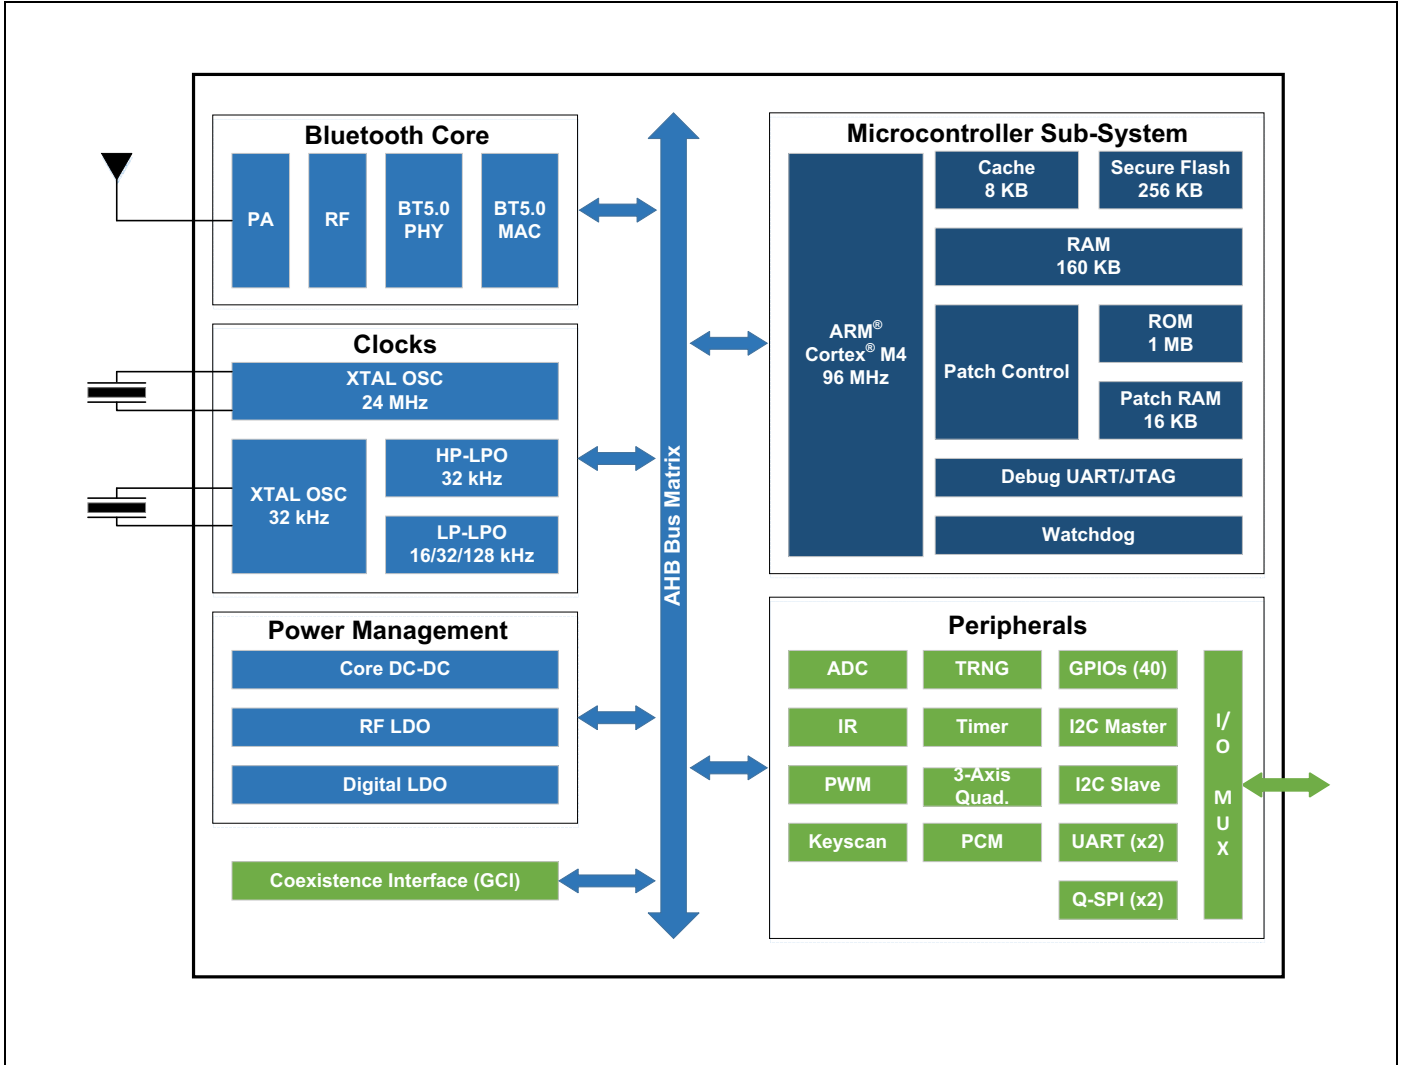 Bluetooth Core
PA
RF
BT5.0
PHY
BT5.0
MAC
Clocks
XTAL OSC
24 MHz
XTAL OSC
32 kHz
HP-LPO
32 kHz
LP-LPO
16/32/128 kHz
Power Management
Core DC-DC
RF LDO
Digital LDO
Coexistence Interface (GCI)
AHB Bus Matrix
Microcontroller Sub-System
ARM®
Cortex® M4
96 MHz
Cache
8 KB
Secure Flash
256 KB
RAM
160 KB
Patch Control
ROM
1 MB
Patch RAM
16 KB
Debug UART/JTAG
Watchdog
Peripherals
ADC
TRNG
GPIOs (40)
IR
Timer
I2C Master
PWM
3-Axis
Quad.
I2C Slave
Keyscan
PCM
UART (x2)
Q-SPI (x2)
I/
O
M
U
X